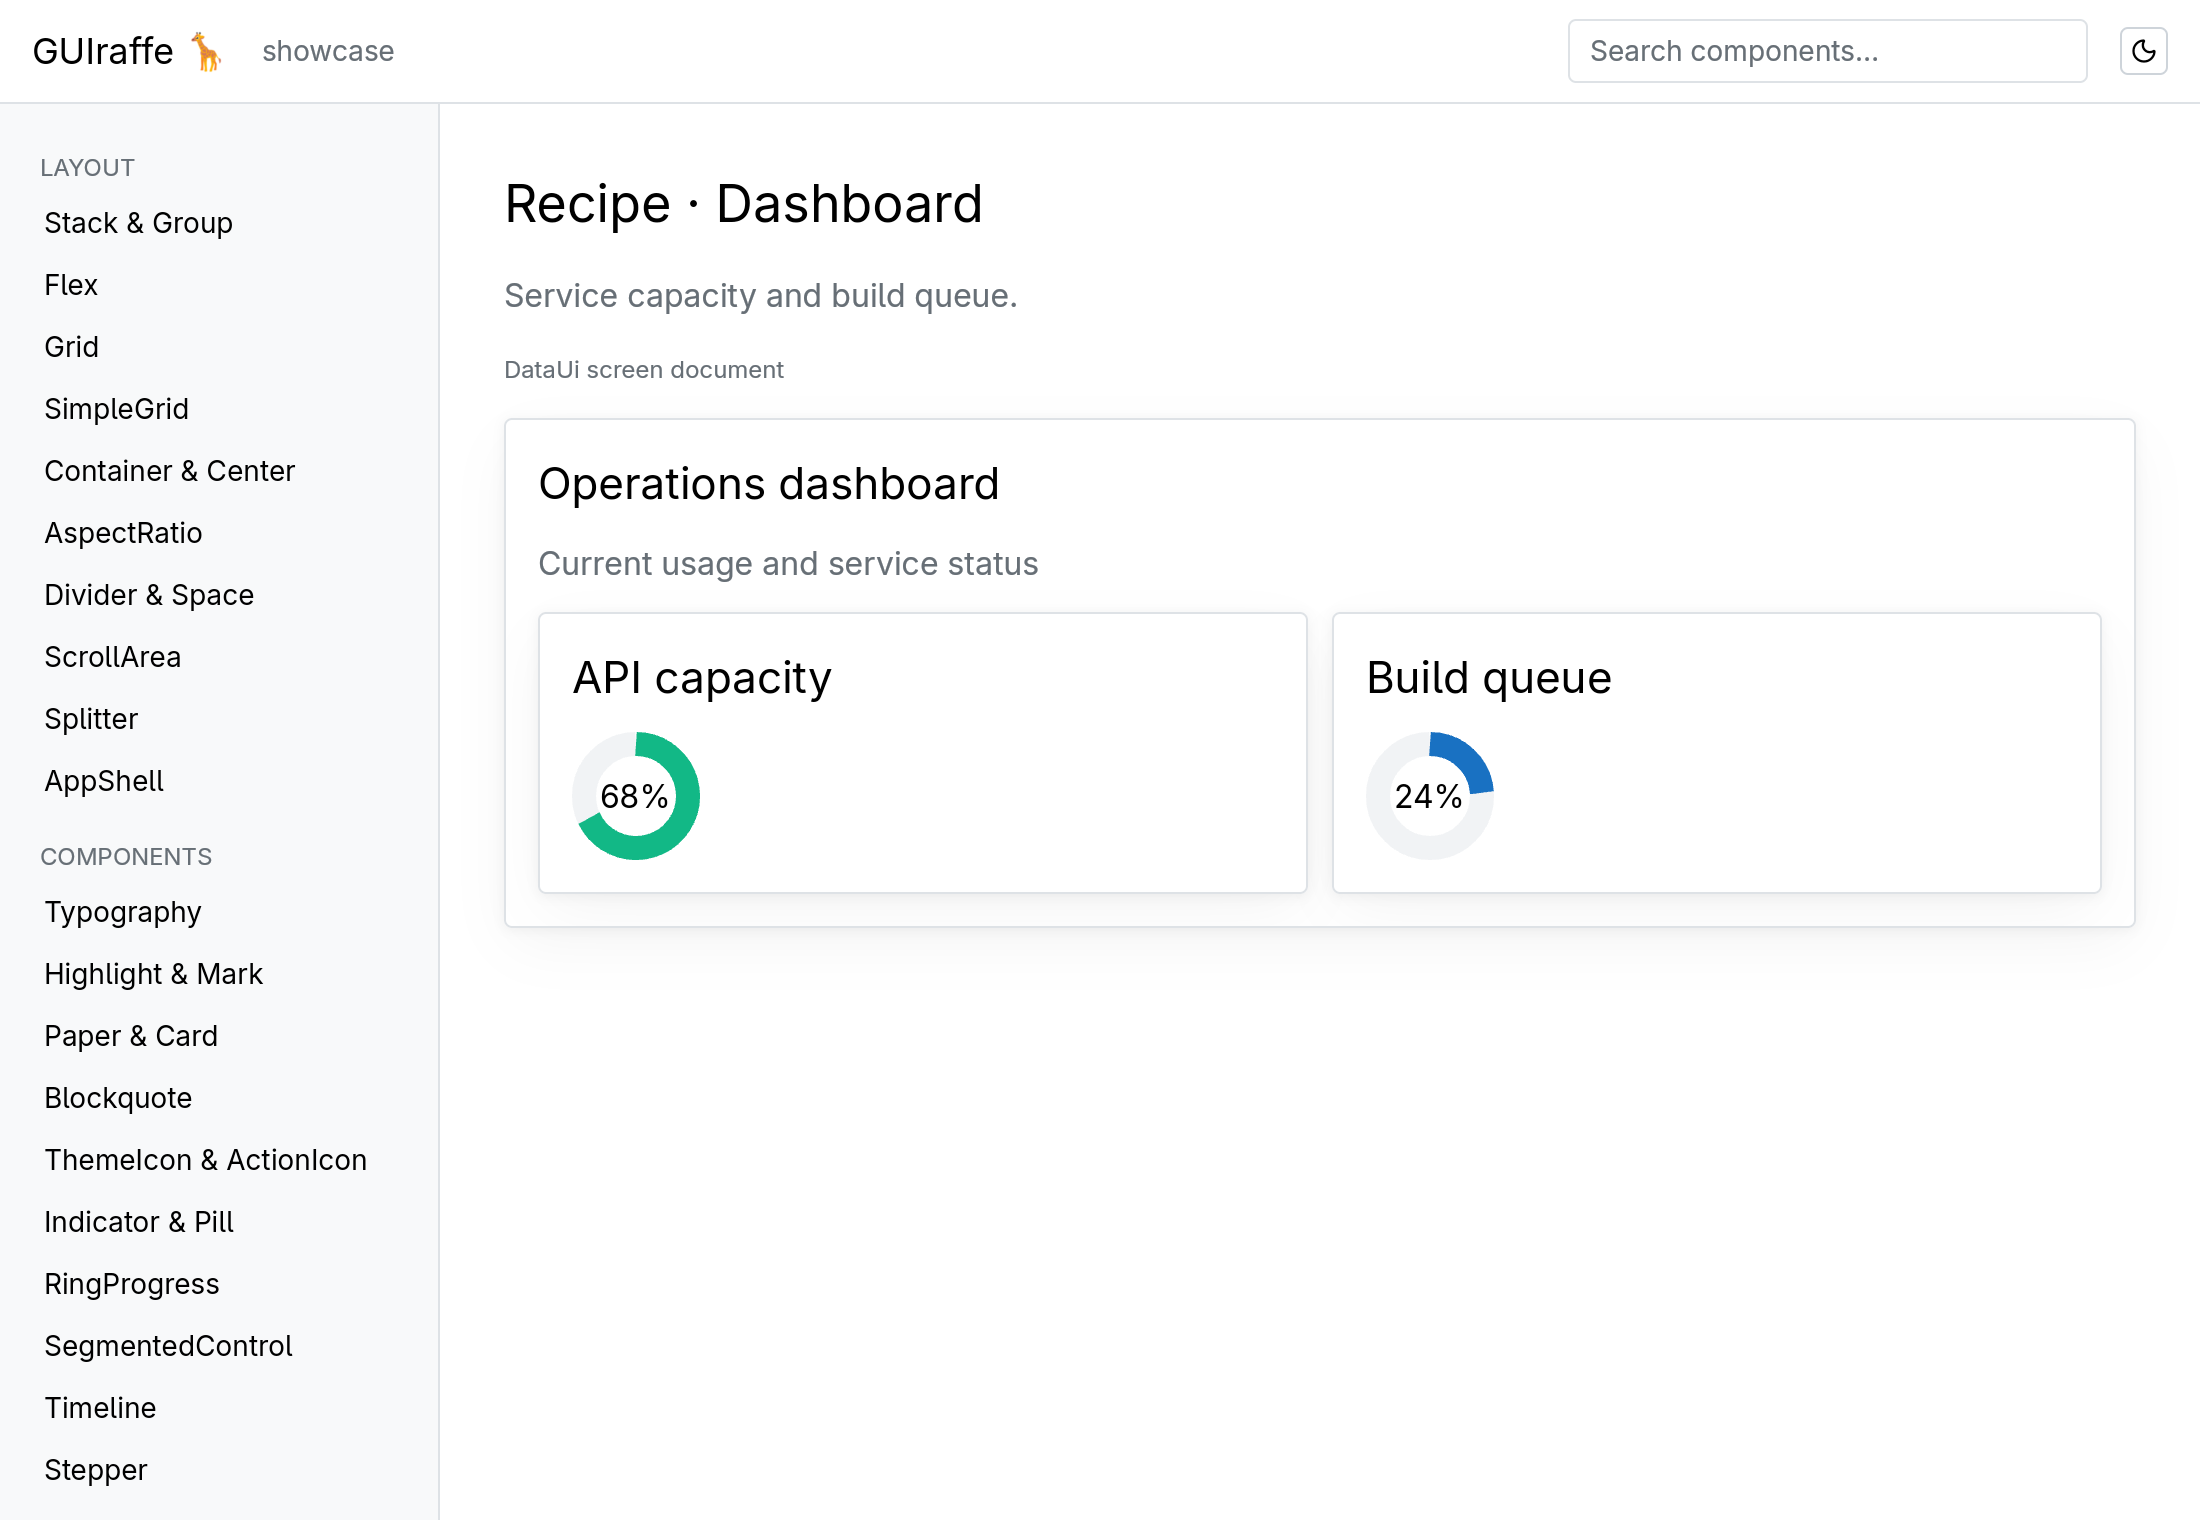 GUIraffe 🦒 showcase
Search components...
LAYOUT
Stack & Group
Flex
Grid
SimpleGrid
Container & Center
AspectRatio
Divider & Space
ScrollArea
Splitter
AppShell
COMPONENTS
Typography
Highlight & Mark
Paper & Card
Blockquote
ThemeIcon & ActionIcon
Indicator & Pill
RingProgress
SegmentedControl
Timeline
Stepper
Recipe · Dashboard
Service capacity and build queue.
DataUi screen document
Operations dashboard
Current usage and service status
API capacity
68%
Build queue
24%